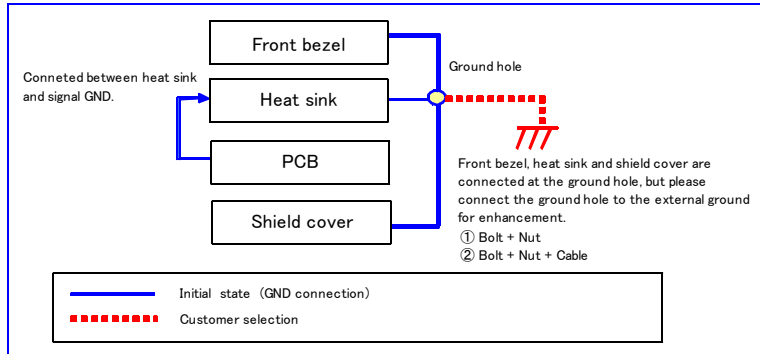 Front bezel
Ground hole
Conneted between heat sink
and signal GND.
Heat sink
PCB
Front bezel, heat sink and shield cover are
connected at the ground hole, but please
connect the ground hole to the external ground
for enhancement.
① Bolt + Nut
② Bolt + Nut + Cable
Shield cover
Initial state (GND connection)
Customer selection